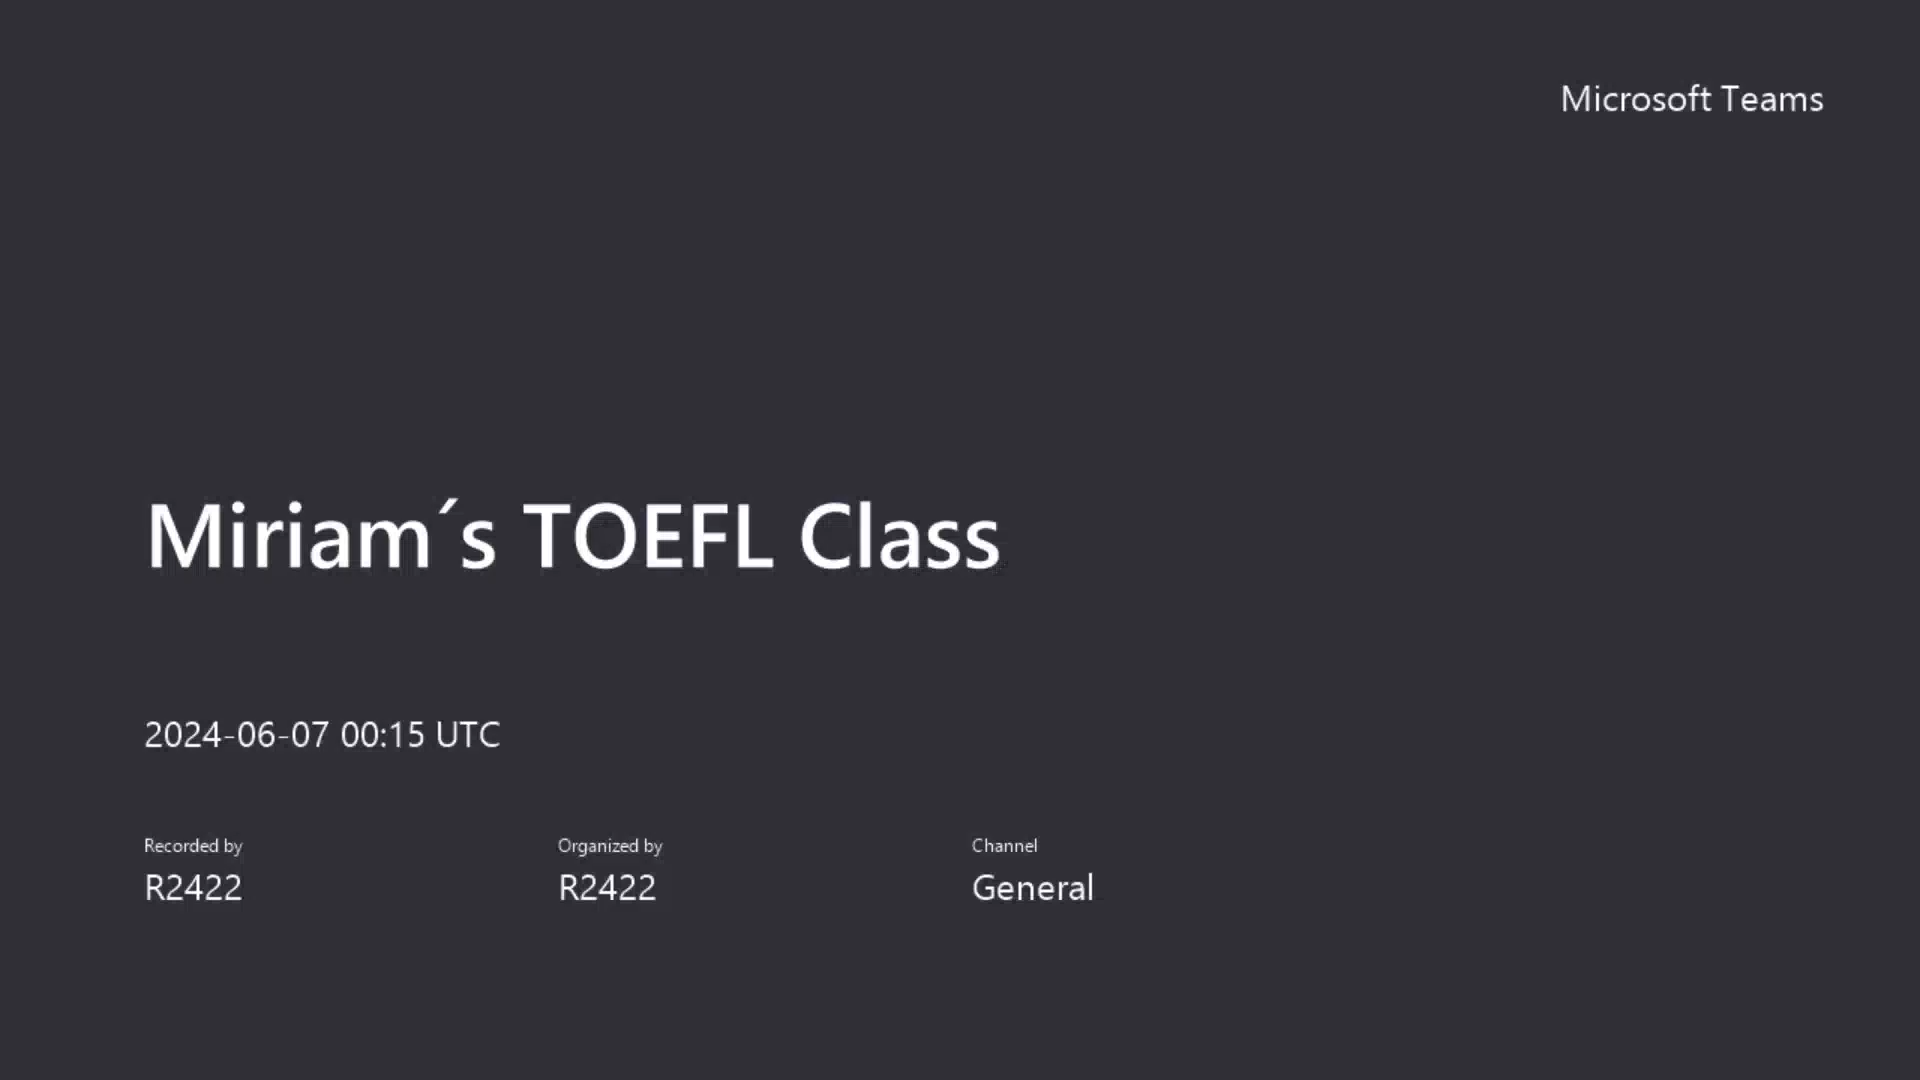 Microsoft Teams
Miriam´s TOEFL Class
2024-06-07 00:15 UTC
Recorded by
R2422
Organized by
R2422
Channel
General